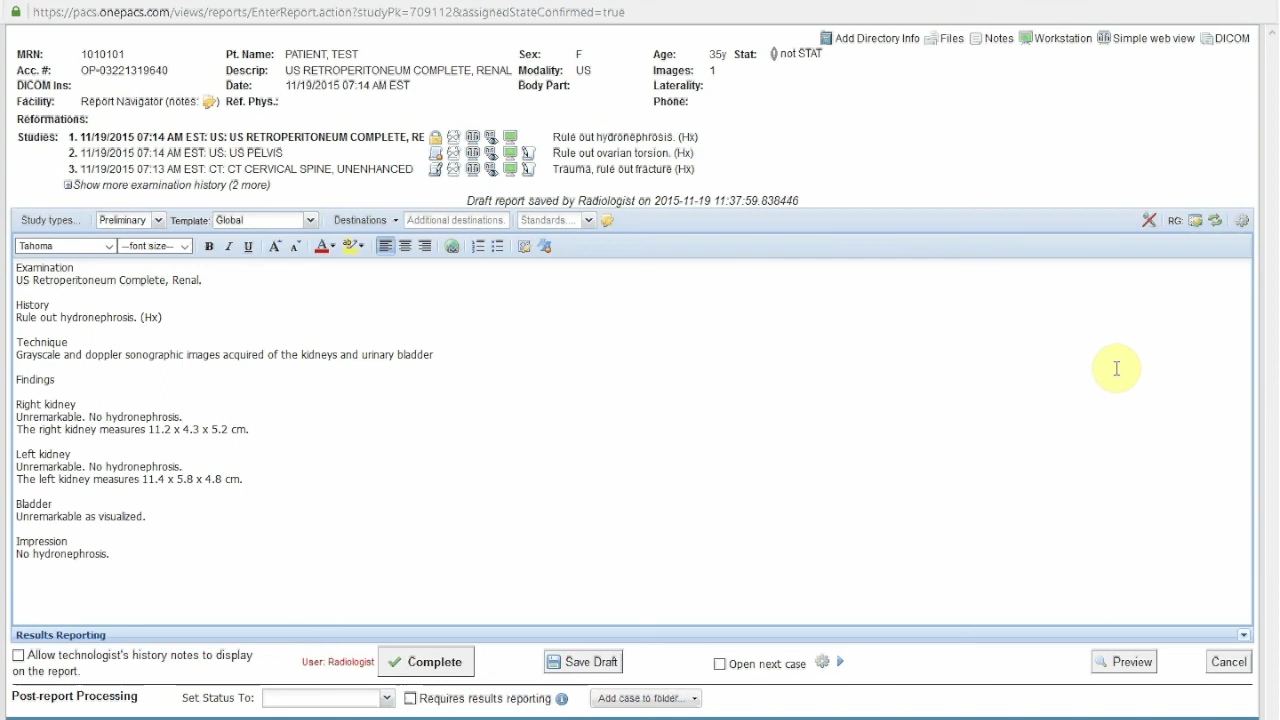 https://pacs.onepacs.com/views/reports/EnterReport.action?studyPk=709112&assignedStateConfirmed=true
Add Directory Info Files Notes Workstation Simple web view DICOM
MRN: 1010101 Pt. Name: PATIENT, TEST Sex: F Age: 35y Stat: not STAT
Acc. #: OP-03221319640 Descrip: US RETROPERITONEUM COMPLETE, RENAL Modality: US Images: 1
DICOM Ins: Date: 11/19/2015 07:14 AM EST Body Part: Laterality:
Facility: Report Navigator (notes: ) Ref. Phys.: Phone:
Reformations:
Studies: 1. 11/19/2015 07:14 AM EST: US: US RETROPERITONEUM COMPLETE, RE Rule out hydronephrosis. (Hx)
2. 11/19/2015 07:14 AM EST: US: US PELVIS Rule out ovarian torsion. (Hx)
3. 11/19/2015 07:13 AM EST: CT: CT CERVICAL SPINE, UNENHANCED Trauma, rule out fracture (Hx)
Show more examination history (2 more)
Draft report saved by Radiologist on 2015-11-19 11:37:59.838446
Study types... Preliminary Template: Global Destinations Additional destinations. Standards.... RG:
Tahoma --font size-- B I U A A A ab
Examination
US Retroperitoneum Complete, Renal.
History
Rule out hydronephrosis. (Hx)
Technique
Grayscale and doppler sonographic images acquired of the kidneys and urinary bladder
Findings
Right kidney
Unremarkable. No hydronephrosis.
The right kidney measures 11.2 x 4.3 x 5.2 cm.
Left kidney
Unremarkable. No hydronephrosis.
The left kidney measures 11.4 x 5.8 x 4.8 cm.
Bladder
Unremarkable as visualized.
Impression
No hydronephrosis.
Results Reporting
Allow technologist's history notes to display
on the report.
User: Radiologist Complete Save Draft Open next case Preview Cancel
Post-report Processing Set Status To: Requires results reporting Add case to folder...